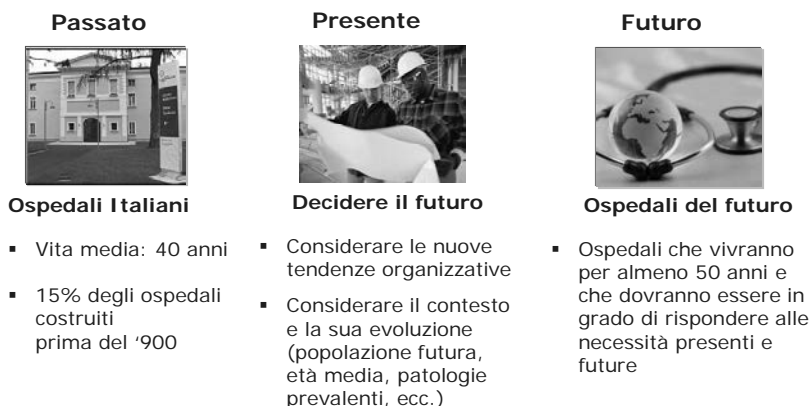 Passato
Ospedali Italiani
▪ Vita media: 40 anni
▪ 15% degli ospedali
costruiti
prima del '900
Presente
Decidere il futuro
▪ Considerare le nuove
tendenze organizzative
▪ Considerare il contesto
e la sua evoluzione
(popolazione futura,
età media, patologie
prevalenti, ecc.)
Futuro
Ospedali del futuro
▪ Ospedali che vivranno
per almeno 50 anni e
che dovranno essere in
grado di rispondere alle
necessità presenti e
future